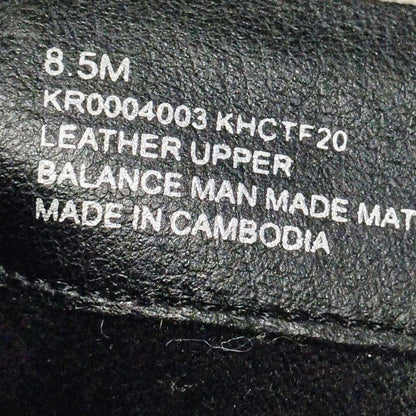 8.5M
KR0004003 KHCTF20
LEATHER UPPER
BALANCE MAN MADE MAT
MADE IN CAMBODIA